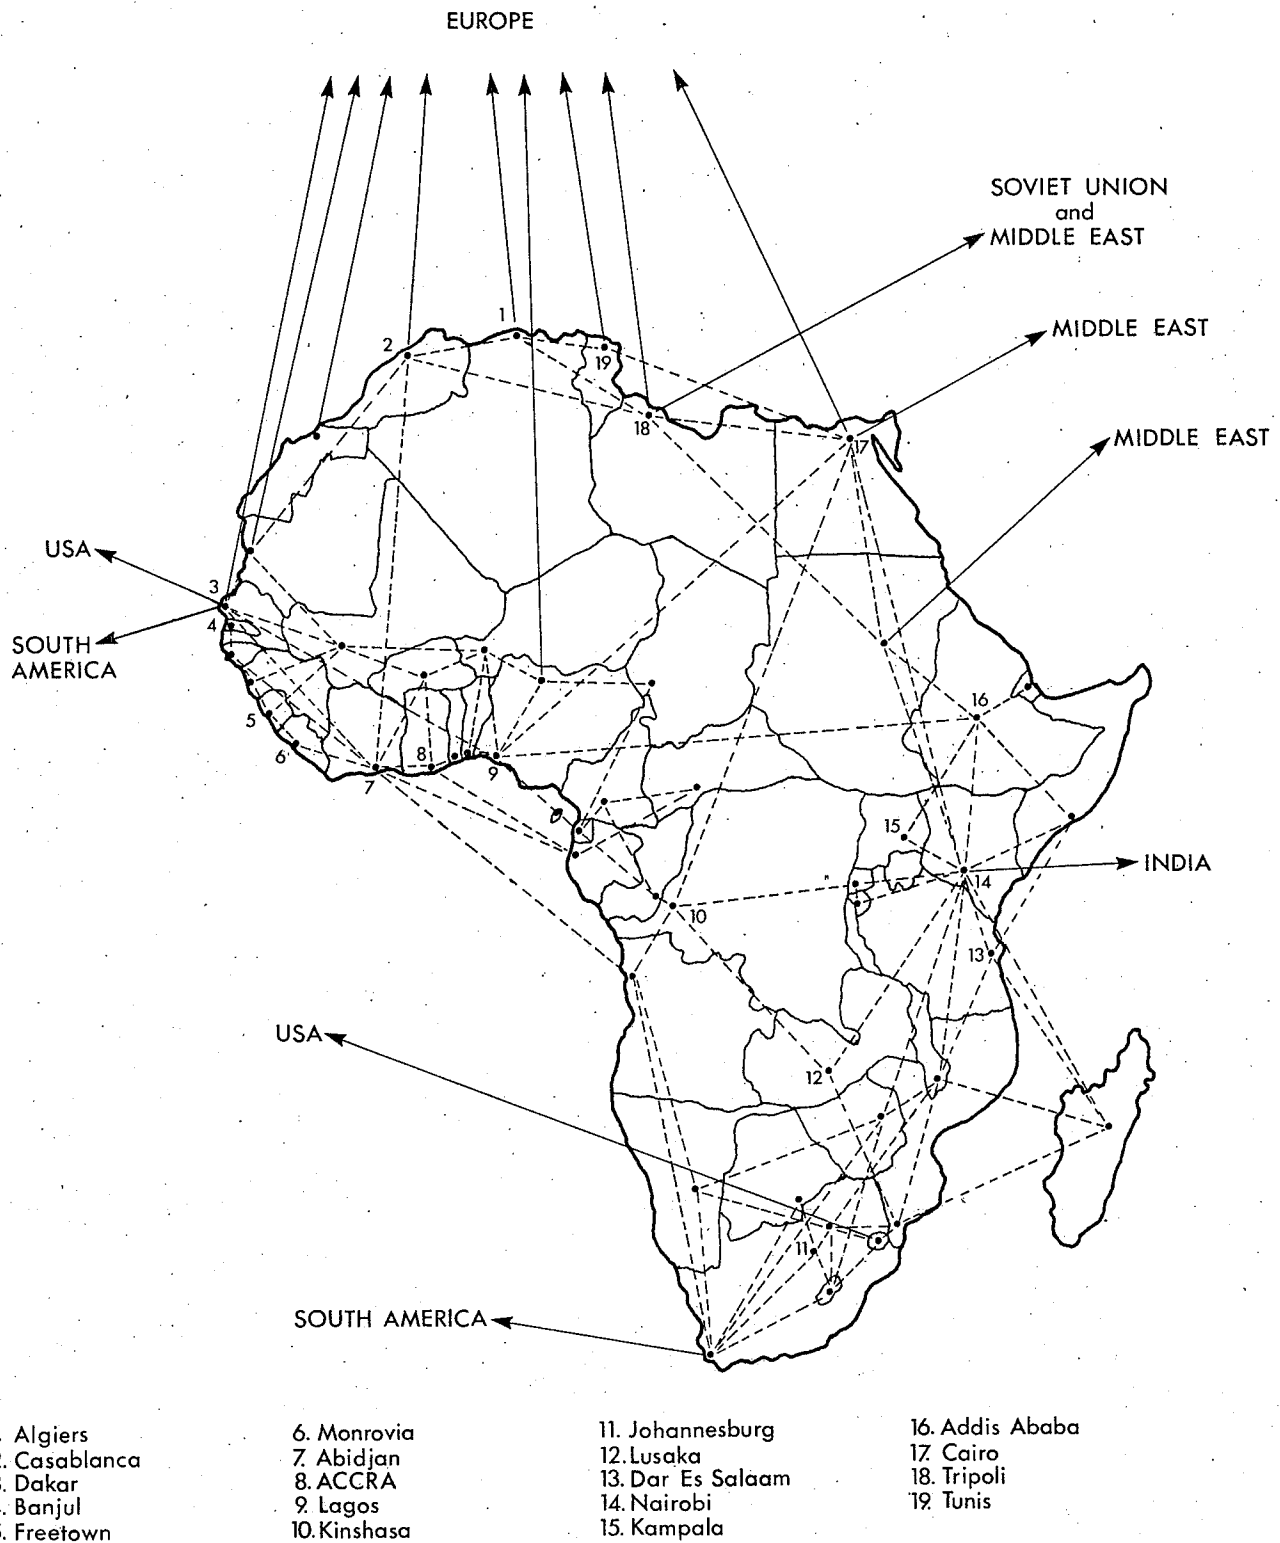 EUROPE
SOVIET UNION
and
MIDDLE EAST
1
2
19
MIDDLE EAST
18
17
MIDDLE EAST
USA
3
4
SOUTH
AMERICA
16
5
6
8
7
9
15
INDIA
14
10
13
USA
12
11
SOUTH AMERICA
. Algiers
. Casablanca
. Dakar
. Banjul
. Freetown
6. Monrovia
7. Abidjan
8. ACCRA
9. Lagos
10. Kinshasa
11. Johannesburg
12. Lusaka
13. Dar Es Salaam
14. Nairobi
15. Kampala
16. Addis Ababa
17. Cairo
18. Tripoli
19. Tunis